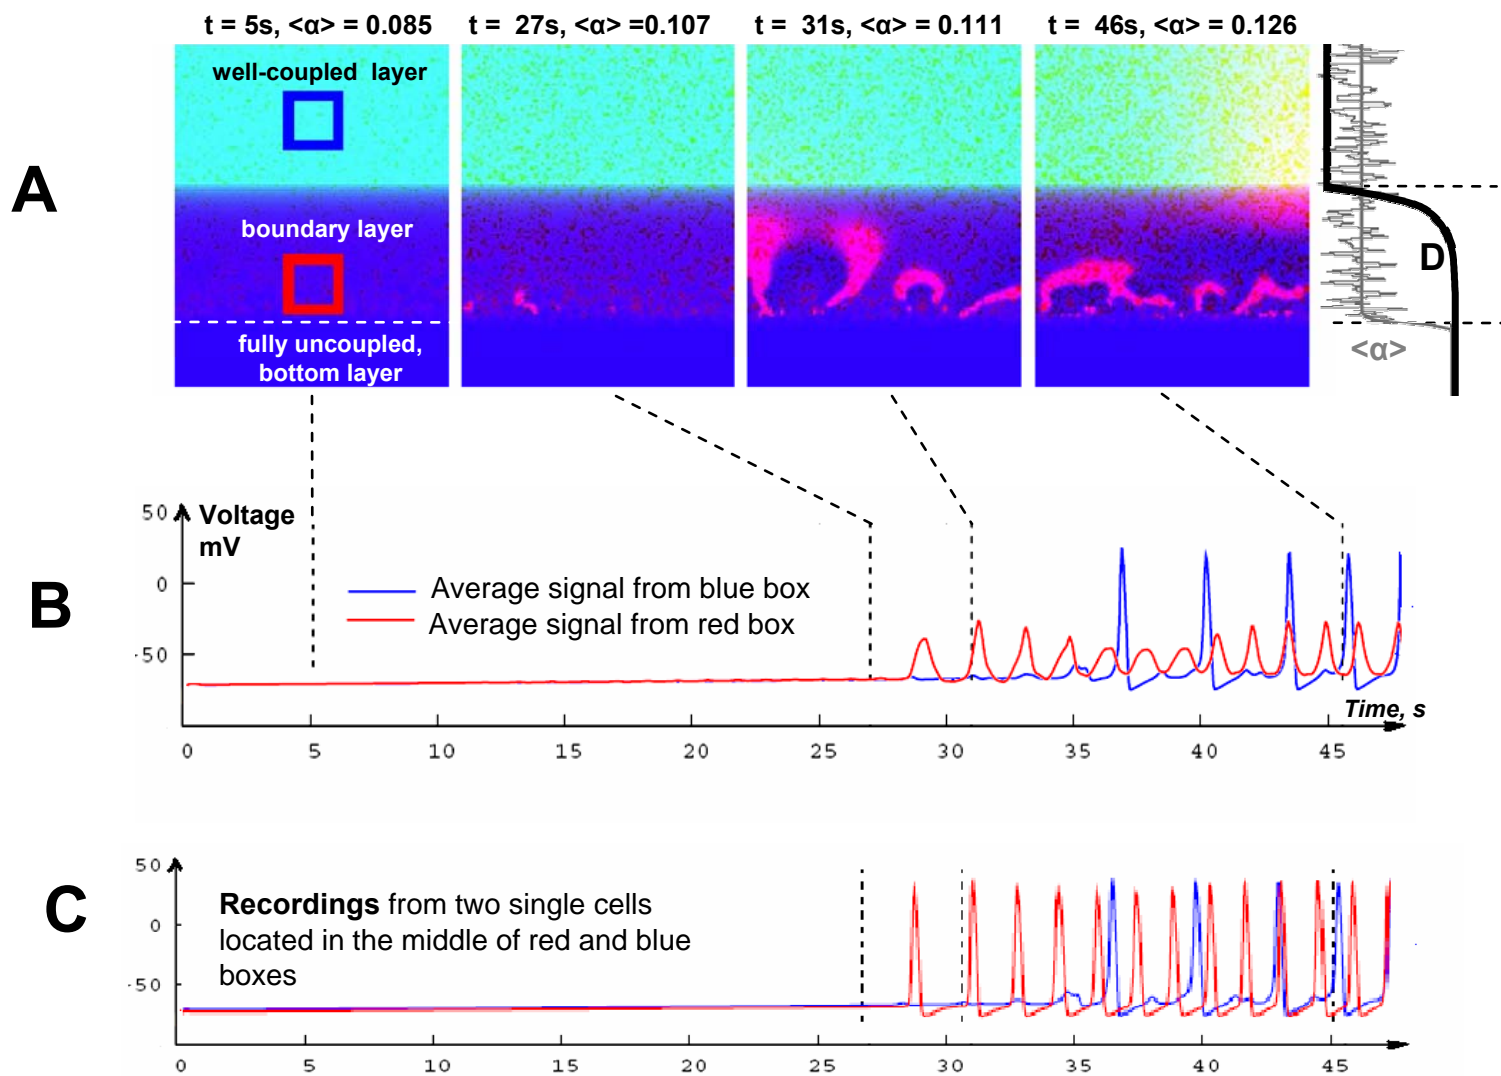 t = 5s, <α> = 0.085
t = 27s, <α> =0.107
t = 31s, <α> = 0.111
t = 46s, <α> = 0.126
A
well-coupled layer
boundary layer
fully uncoupled,
bottom layer
D
<α>
B
50
0
-50
Voltage
mV
Average signal from blue box
Average signal from red box
Time, s
0 5 10 15 20 25 30 35 40 45
C
50
0
-50
Recordings from two single cells
located in the middle of red and blue
boxes
0 5 10 15 20 25 30 35 40 45